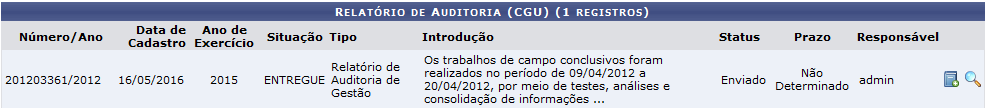 RELATÓRIO DE AUDITORIA (CGU) (1 REGISTROS)
Número/Ano Data de Cadastro Ano de Exercício Situação Tipo Introdução Status Prazo Responsável
201203361/2012 16/05/2016 2015 ENTREGUE Relatório de Auditoria de Gestão Os trabalhos de campo conclusivos foram
realizados no período de 09/04/2012 a
20/04/2012, por meio de testes, análises e
consolidação de informações ... Enviado Não Determinado admin